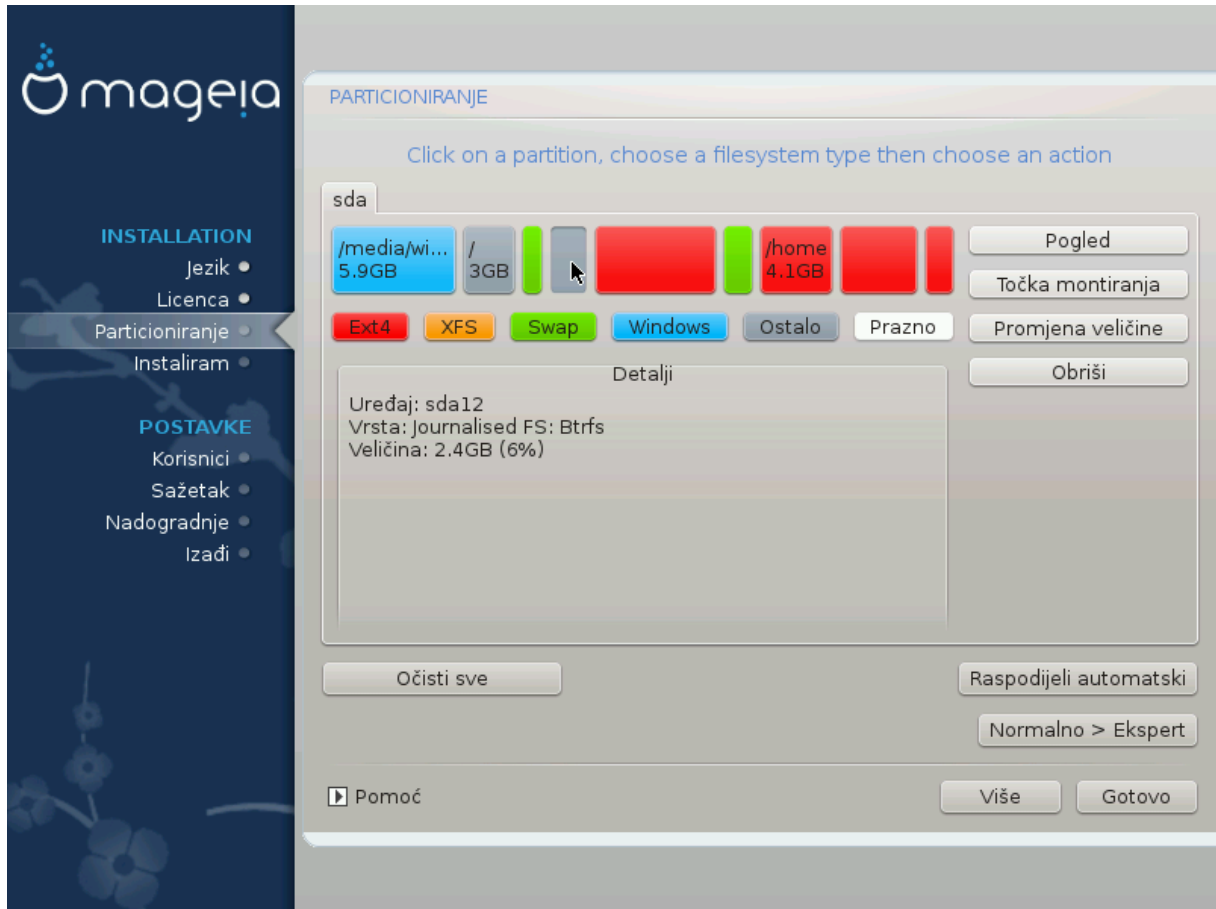 mageia
INSTALLATION
Jezik
Licenca
Particioniranje
Instaliram
POSTAVKE
Korisnici
Sažetak
Nadogradnje
Izađi
PARTICIONIRANJE
Click on a partition, choose a filesystem type then choose an action
sda
/media/wi...
5.9GB
/
3GB
/home
4.1GB
Ext4 XFS Swap Windows Ostalo Prazno
Pogled
Točka montiranja
Promjena veličine
Obriši
Detalji
Uređaj: sda12
Vrsta: Journalised FS: Btrfs
Veličina: 2.4GB (6%)
Očisti sve
Raspodijeli automatski
Normalno > Ekspert
Pomoć
Više
Gotovo